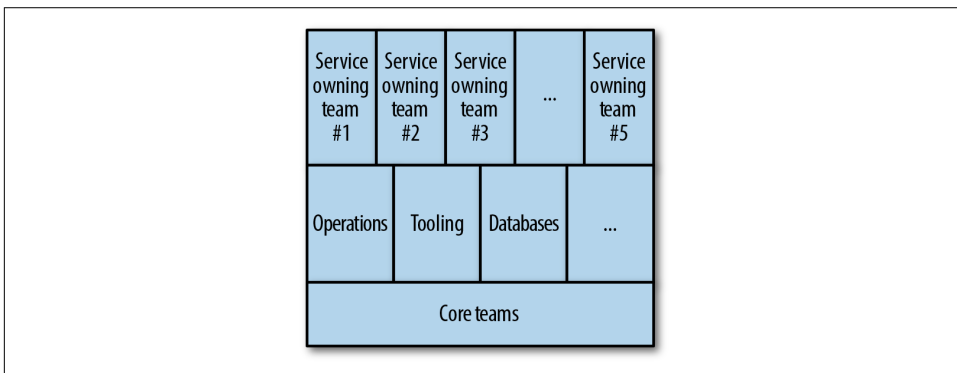 Service
owning
team
#1
Service
owning
team
#2
Service
owning
team
#3
...
Service
owning
team
#5
Operations
Tooling
Databases
...
Core teams